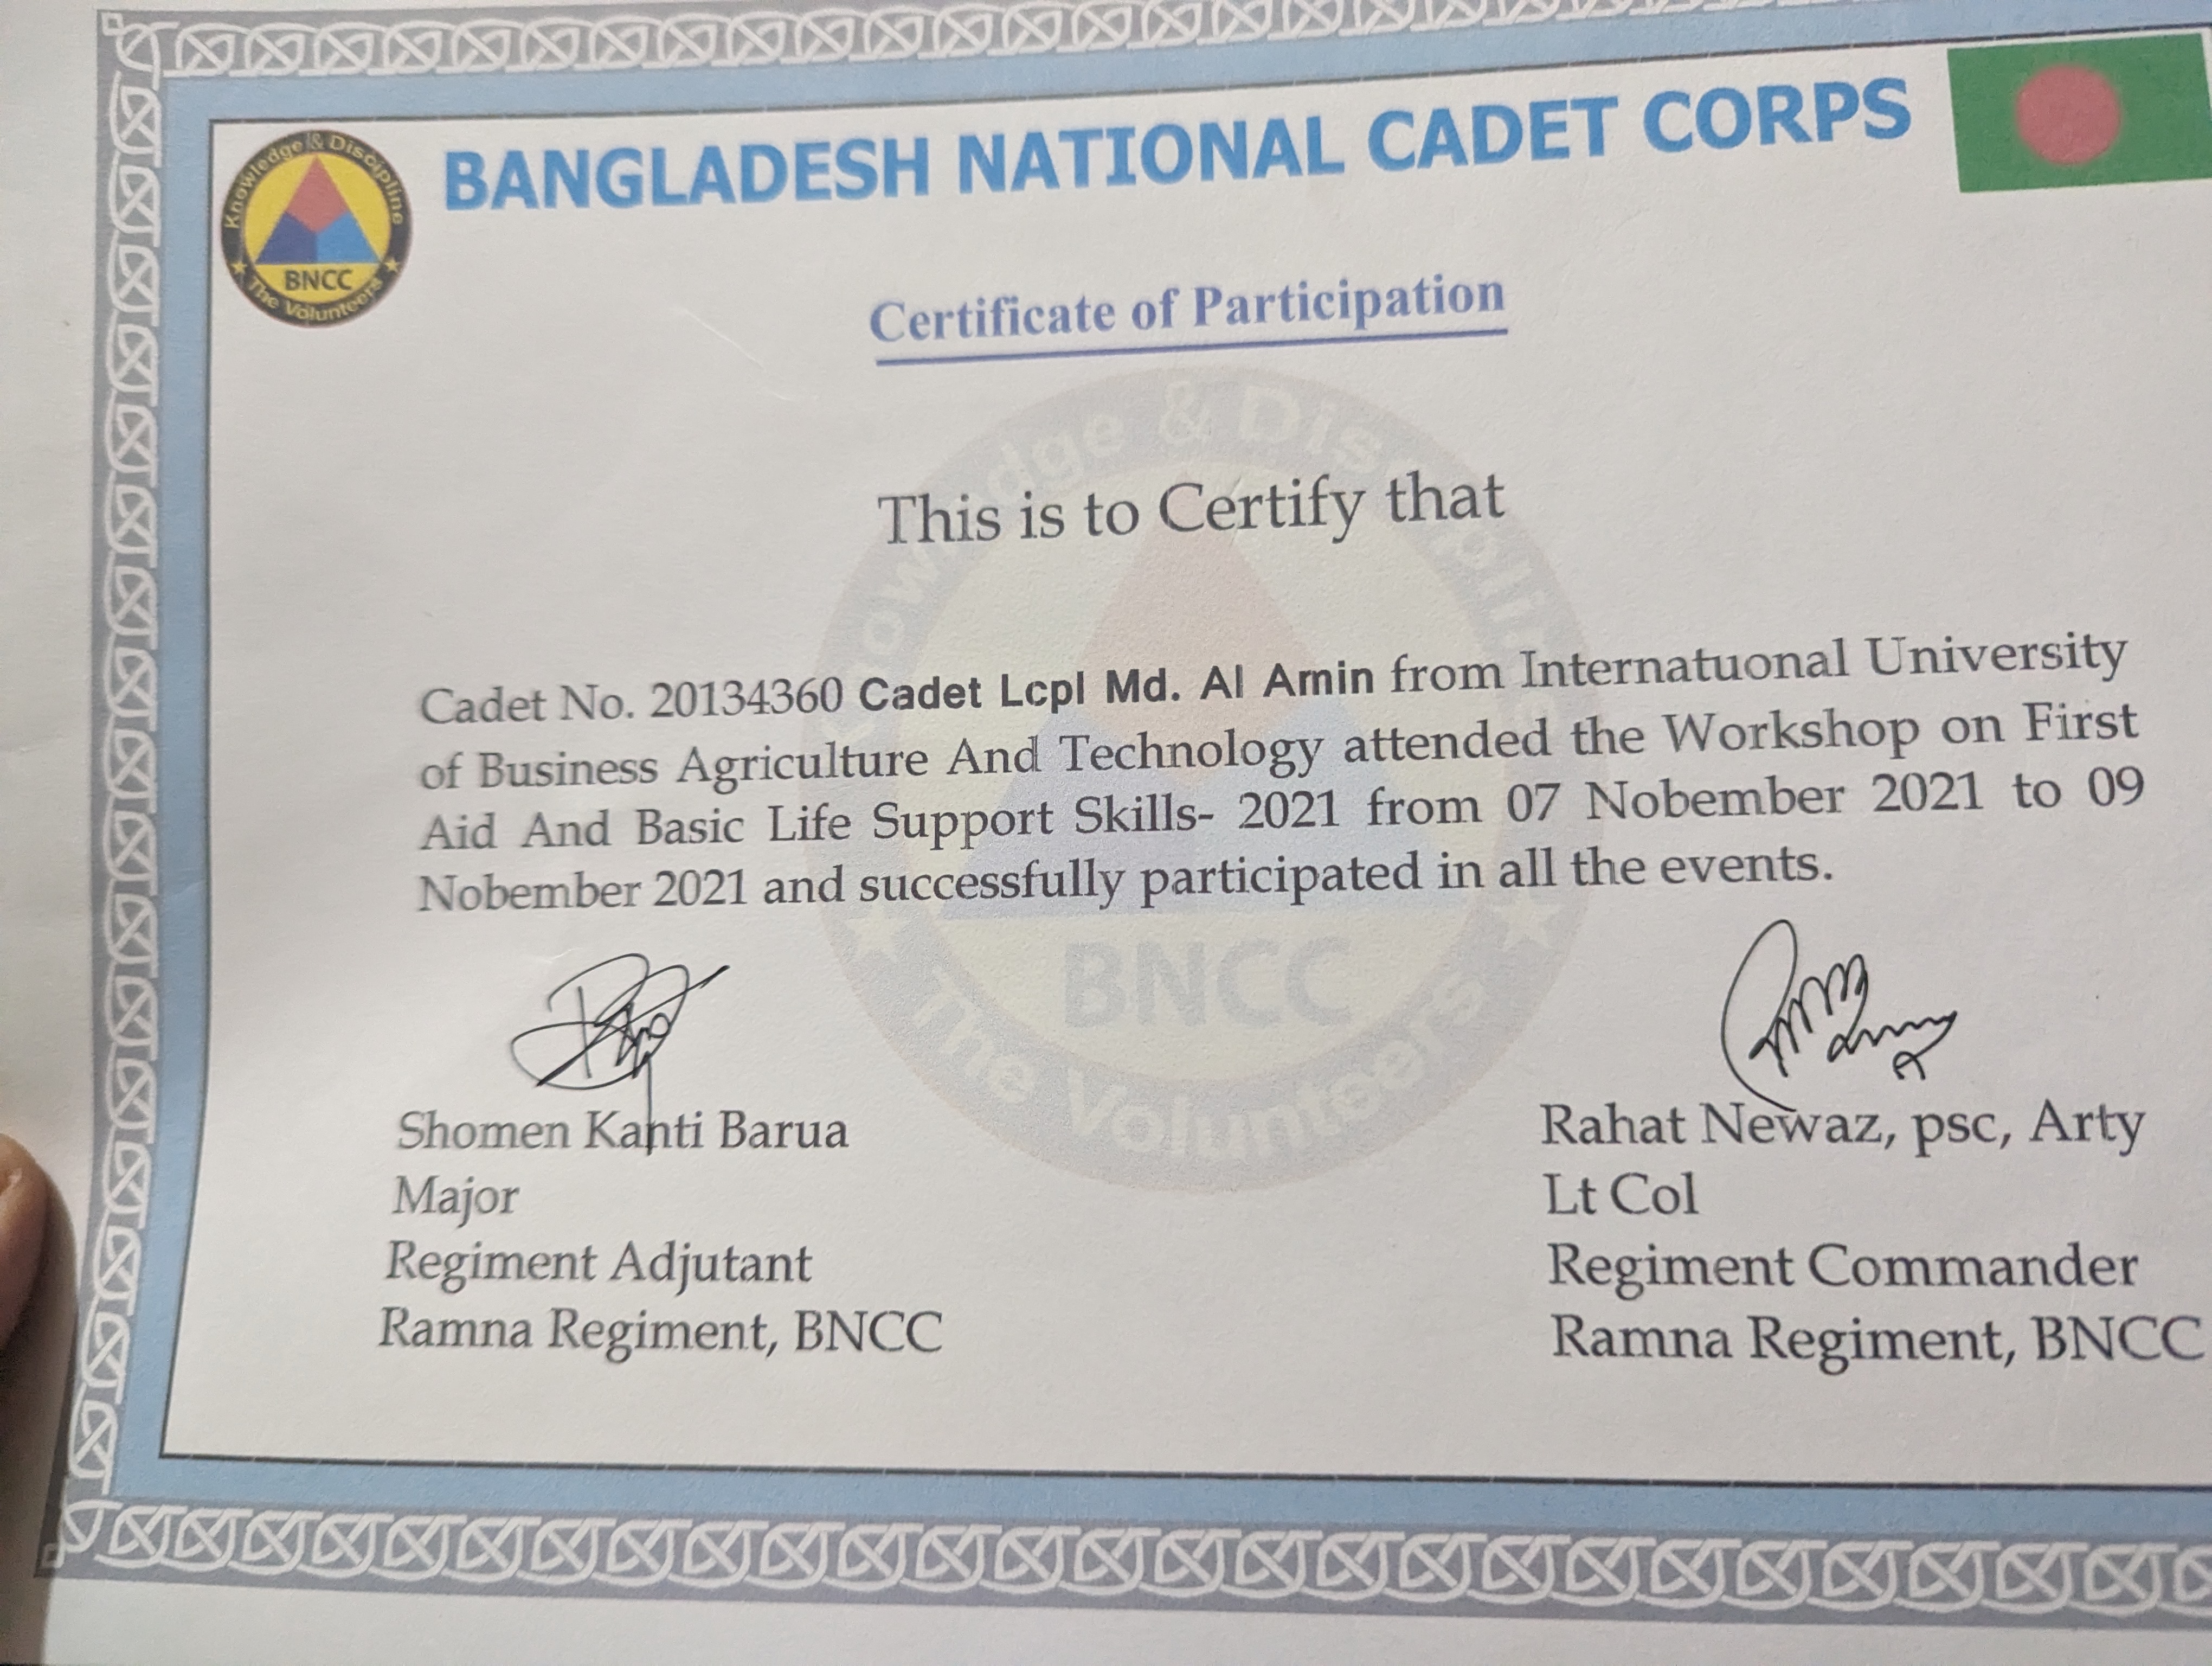 BANGLADESH NATIONAL CADET CORPS
Knowledge & Discipline
BNCC
The Volunteers
Certificate of Participation
This is to Certify that
Cadet No. 20134360 Cadet Lcpl Md. Al Amin from Internatuonal University
of Business Agriculture And Technology attended the Workshop on First
Aid And Basic Life Support Skills- 2021 from 07 Nobember 2021 to 09
Nobember 2021 and successfully participated in all the events.
Knowledge & Discipline
BNCC
The Volunteers
Shomen Kanti Barua
Major
Regiment Adjutant
Ramna Regiment, BNCC
Rahat Newaz, psc, Arty
Lt Col
Regiment Commander
Ramna Regiment, BNCC